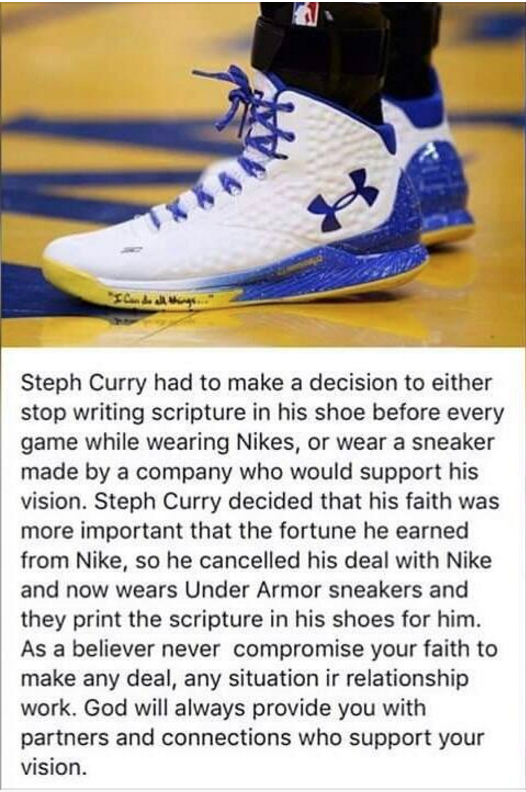 "I Can do all things..."
Steph Curry had to make a decision to either
stop writing scripture in his shoe before every
game while wearing Nikes, or wear a sneaker
made by a company who would support his
vision. Steph Curry decided that his faith was
more important that the fortune he earned
from Nike, so he cancelled his deal with Nike
and now wears Under Armor sneakers and
they print the scripture in his shoes for him.
As a believer never  compromise your faith to
make any deal, any situation ir relationship
work. God will always provide you with
partners and connections who support your
vision.